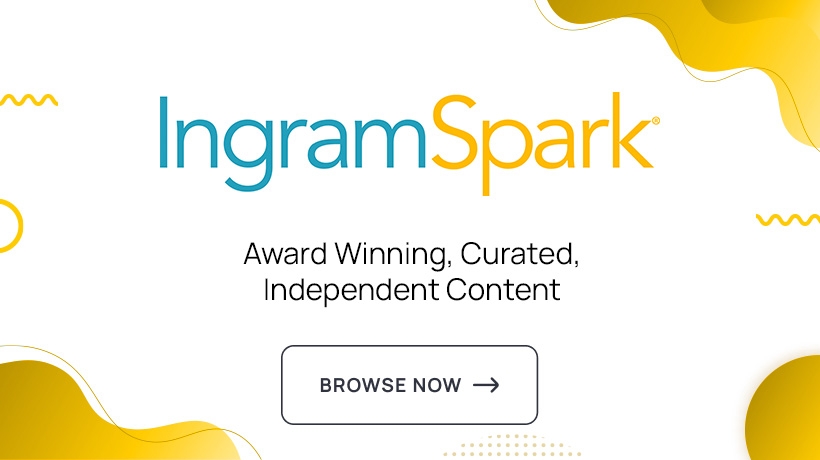 IngramSpark®
Award Winning, Curated,
Independent Content
BROWSE NOW →